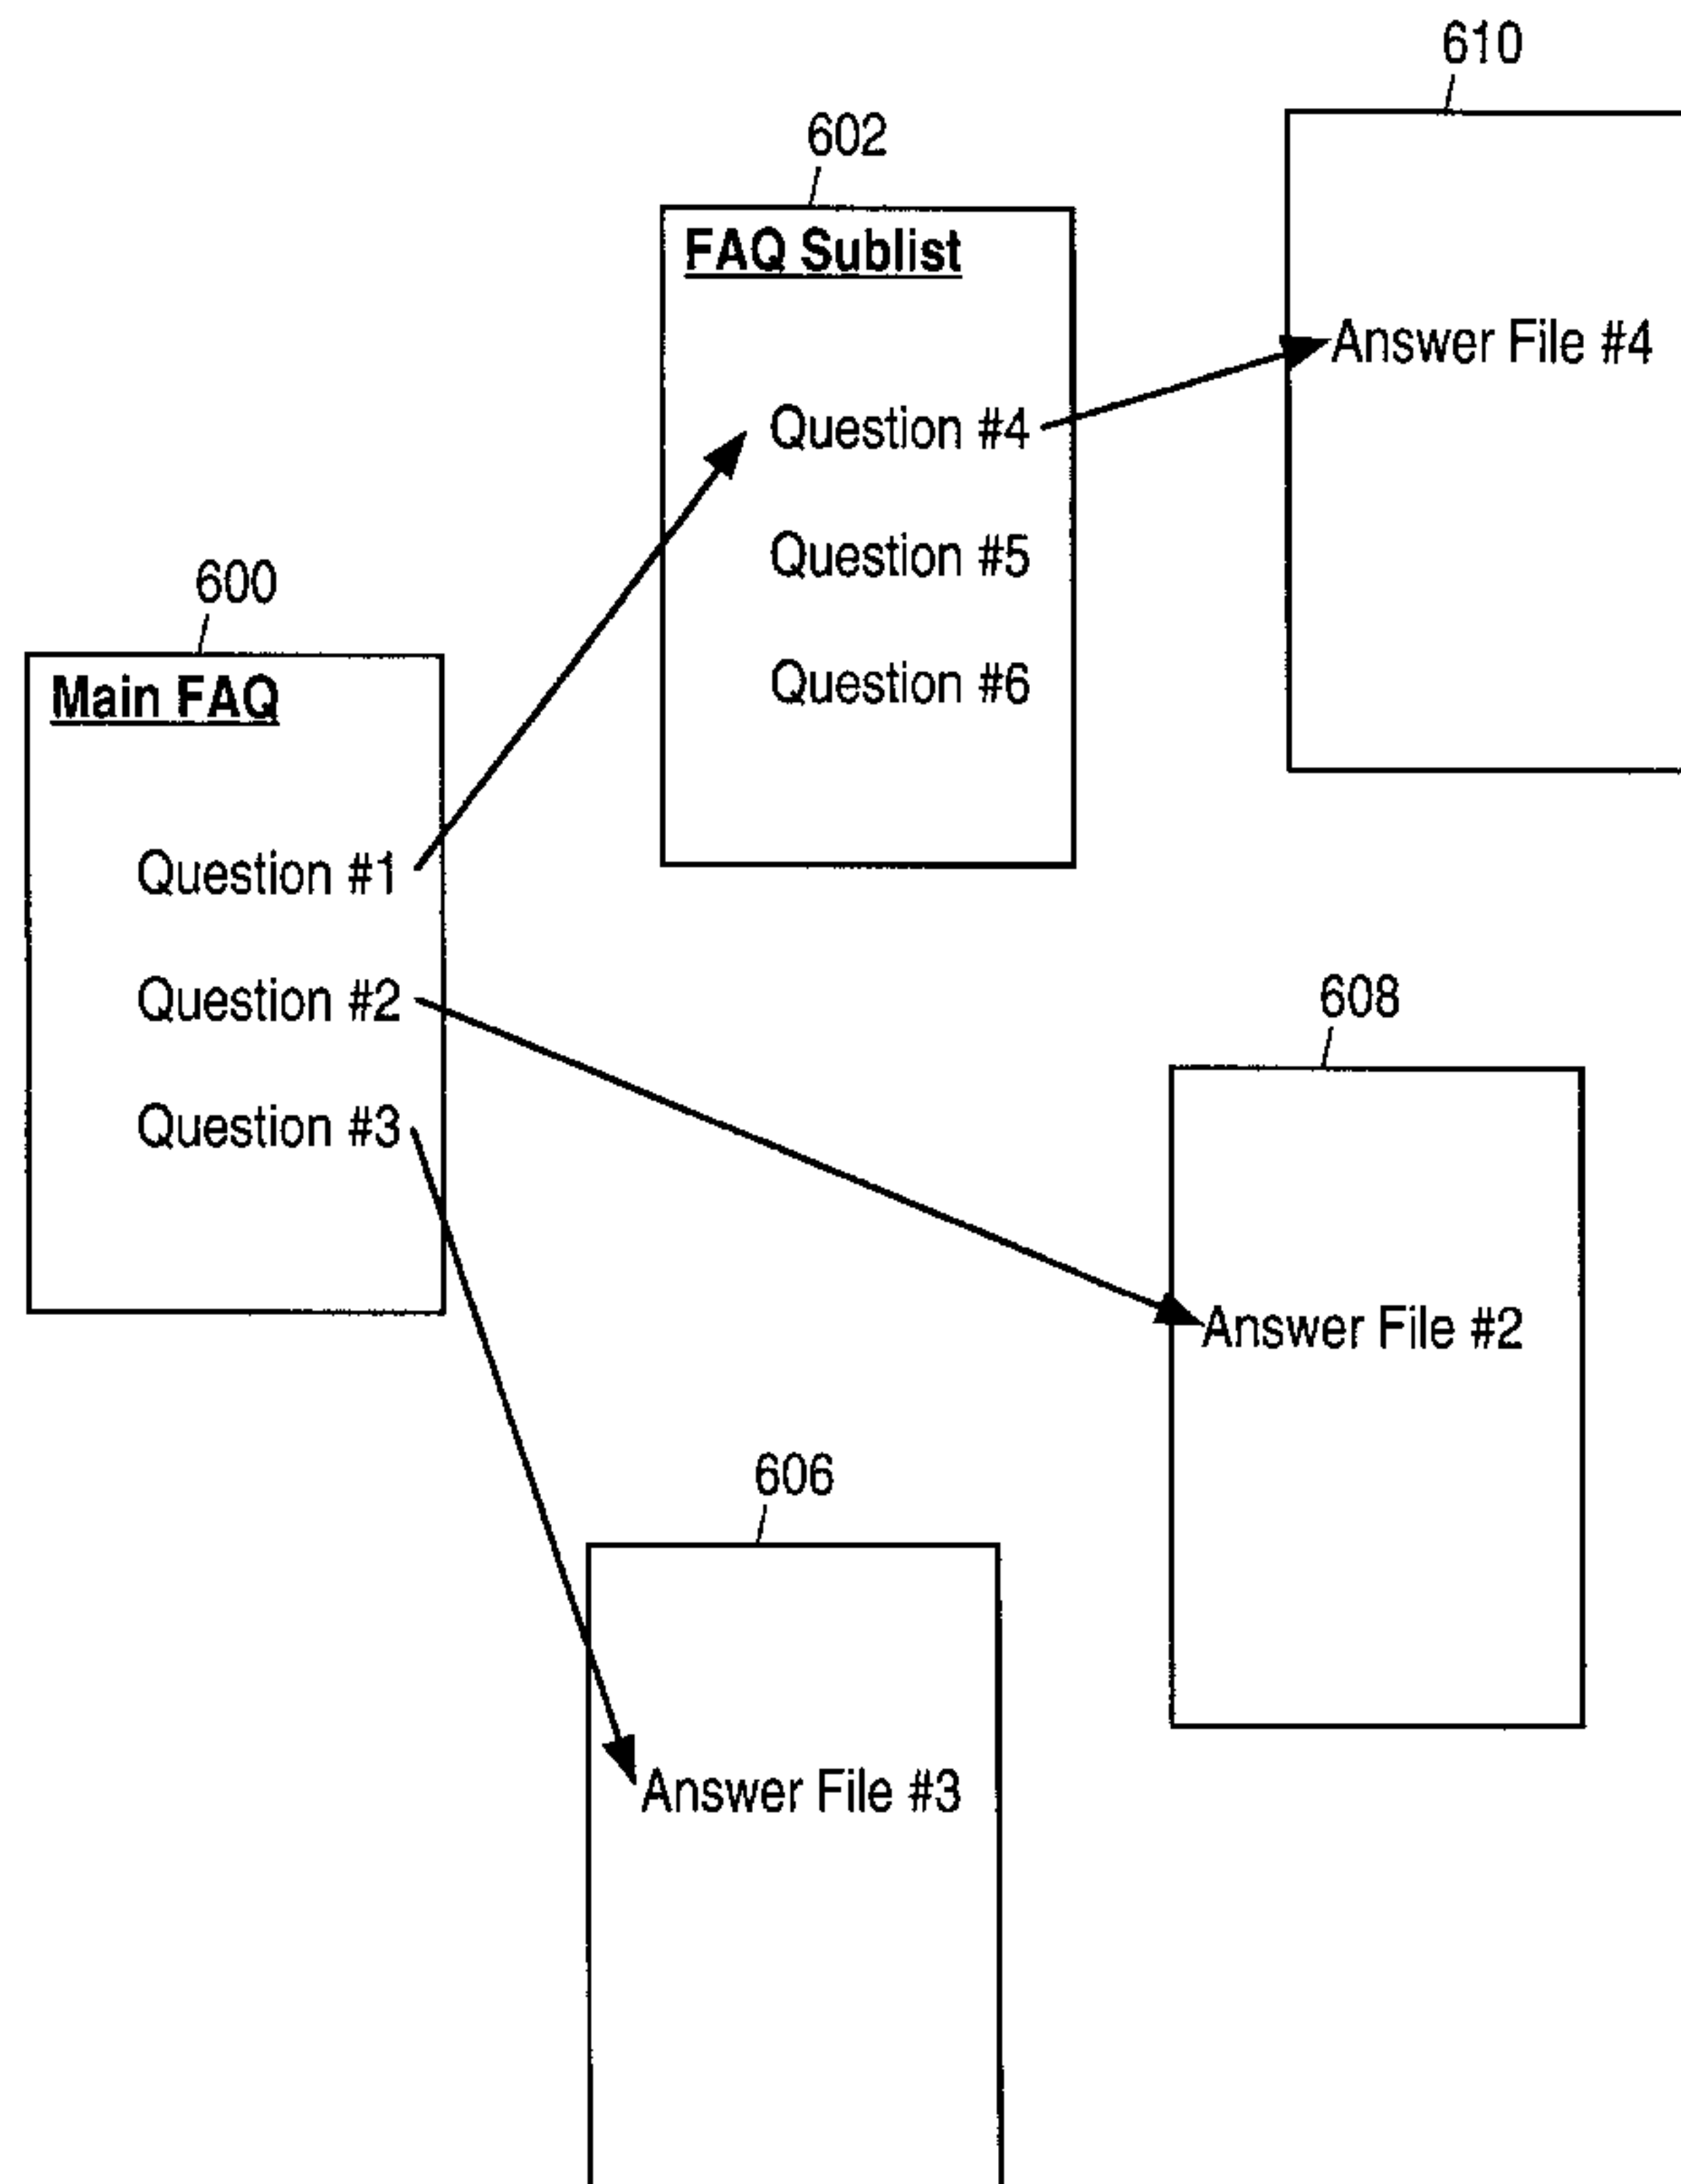 610
602
FAQ Sublist
Answer File #4
Question #4
Question #5
Question #6
600
Main FAQ
Question #1
Question #2
Question #3
608
Answer File #2
606
Answer File #3